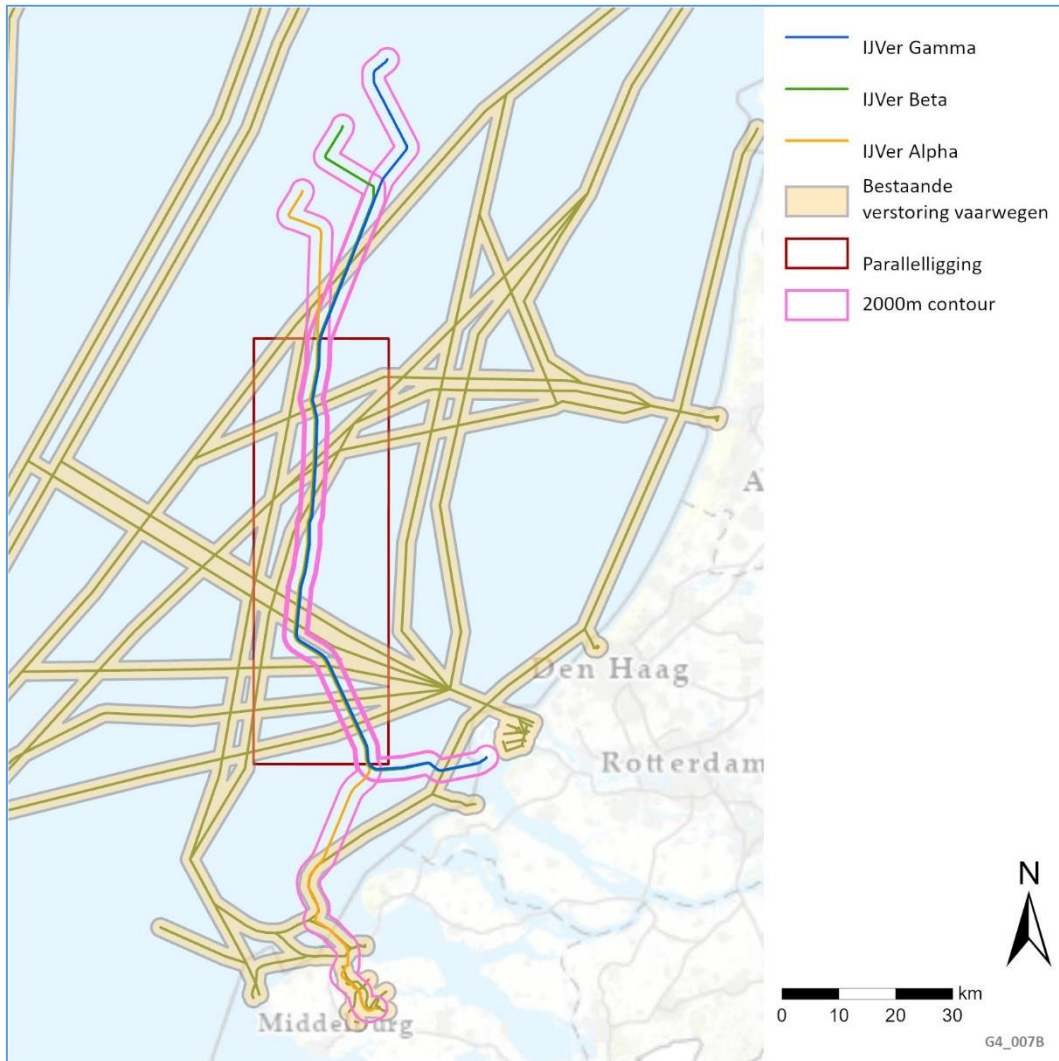 IJVer Gamma
IJVer Beta
IJVer Alpha
Bestaande
verstoring vaarwegen
Parallelligging
2000m contour
A
Den Haag
Rotterdam
Middelburg
N
km
0 10 20 30
G4_007B